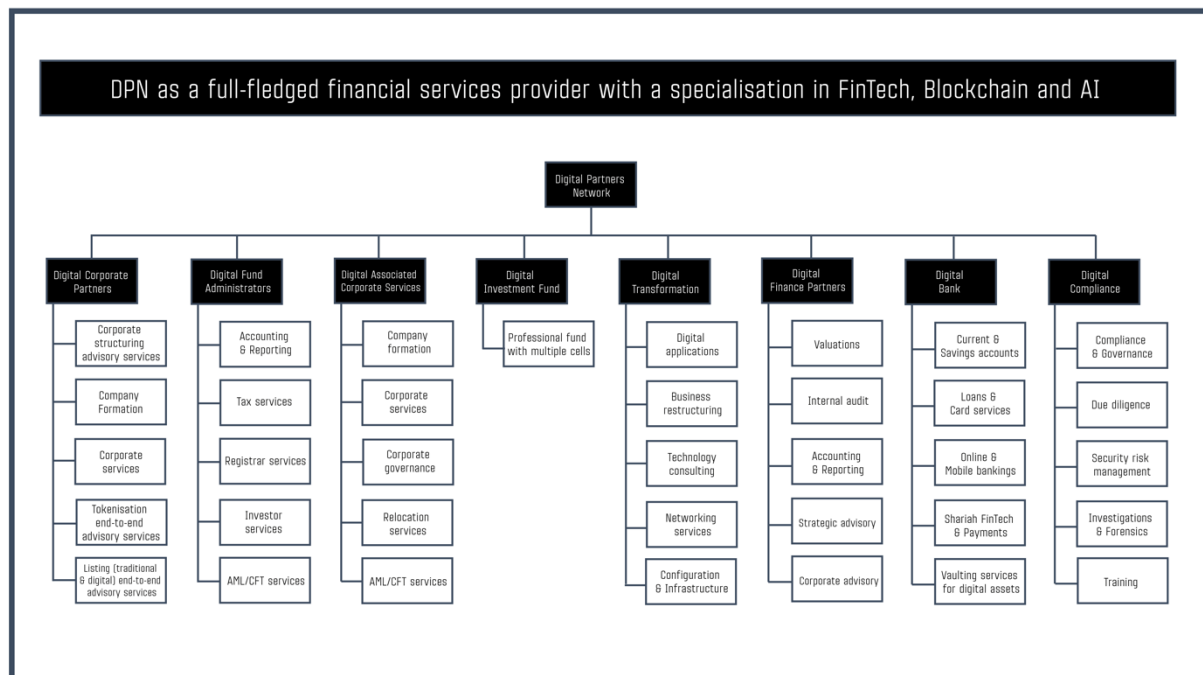 DPN as a full-fledged financial services provider with a specialisation in FinTech, Blockchain and AI
Digital Partners
Network
Digital Corporate
Partners
Corporate
structuring
advisory services
Company
Formation
Corporate
services
Tokenisation
end-to-end
advisory services
Listing (traditional
& digital) end-to-end
advisory services
Digital Fund
Administrators
Accounting
& Reporting
Tax services
Registrar services
Investor
services
AML/CFT services
Digital Associated
Corporate Services
Company
formation
Corporate
services
Corporate
governance
Relocation
services
AML/CFT services
Digital
Investment Fund
Professional fund
with multiple cells
Digital
Transformation
Digital
applications
Business
restructuring
Technology
consulting
Networking
services
Configuration
& Infrastructure
Digital
Finance Partners
Valuations
Internal audit
Accounting
& Reporting
Strategic advisory
Corporate advisory
Digital
Bank
Current &
Savings accounts
Loans &
Card services
Online &
Mobile bankings
Shariah FinTech
& Payments
Vaulting services
for digital assets
Digital
Compliance
Compliance
& Governance
Due diligence
Security risk
management
Investigations
& Forensics
Training